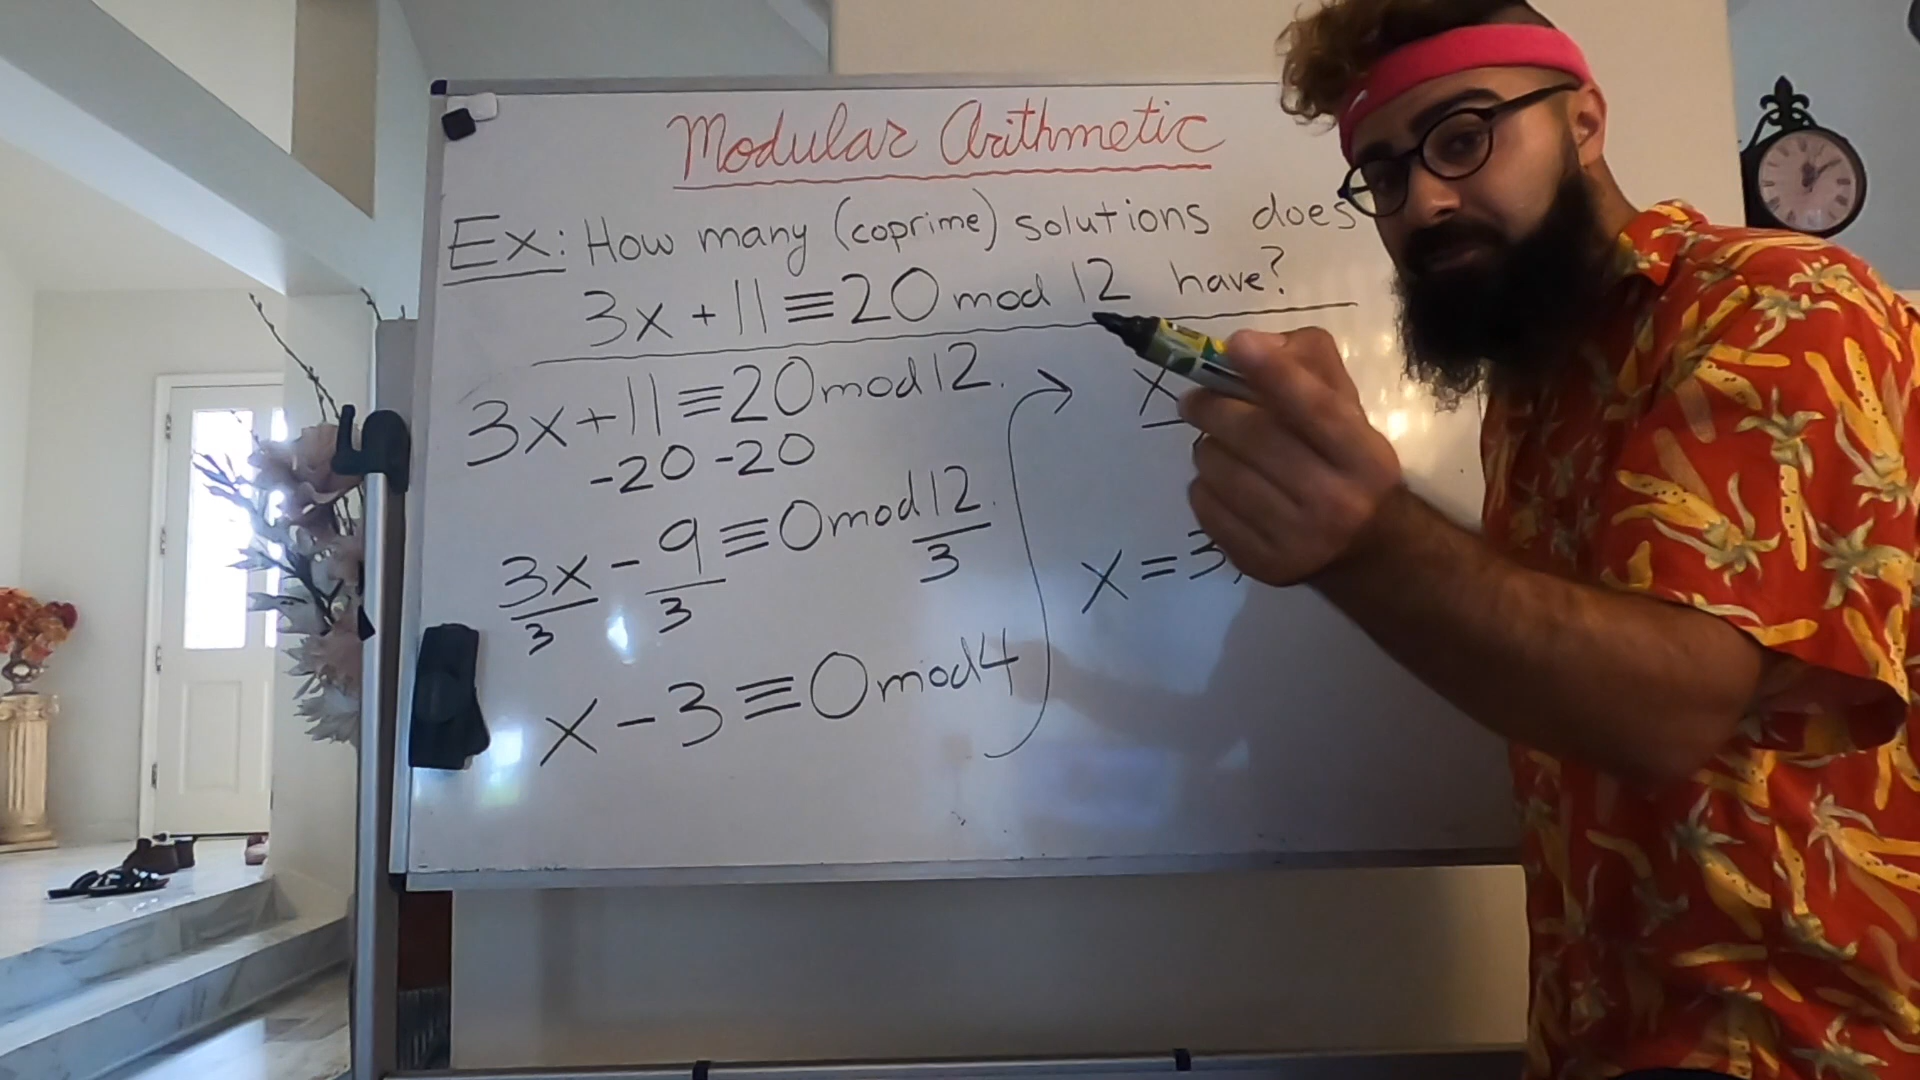 Modular Arithmetic
Ex: How many (coprime) solutions does
3x + 11 ≡ 20 mod 12 have?
3x + 11 ≡ 20 mod 12.
-20 -20
3x/3 - 9/3 ≡ 0 mod 12/3
x - 3 ≡ 0 mod 4
x
x = 3,